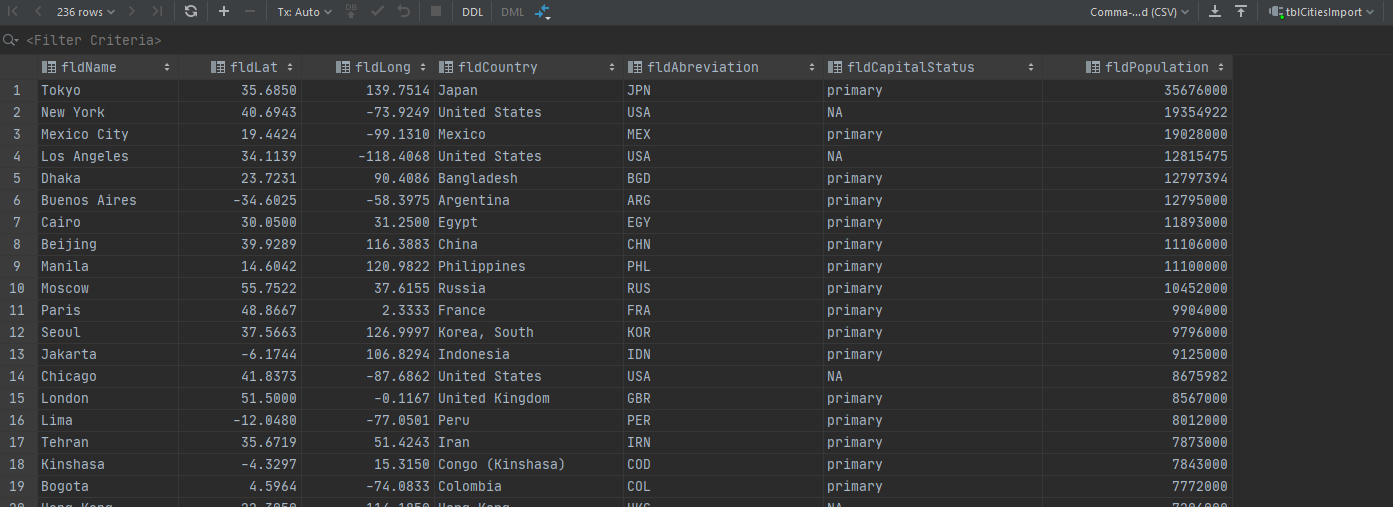 236 rows Tx: Auto DB DDL DML Comma-...d (CSV) tblCitiesImport
<Filter Criteria>
fldName fldLat fldLong fldCountry fldAbreviation fldCapitalStatus fldPopulation
1 Tokyo 35.6850 139.7514 Japan JPN primary 35676000
2 New York 40.6943 -73.9249 United States USA NA 19354922
3 Mexico City 19.4424 -99.1310 Mexico MEX primary 19028000
4 Los Angeles 34.1139 -118.4068 United States USA NA 12815475
5 Dhaka 23.7231 90.4086 Bangladesh BGD primary 12797394
6 Buenos Aires -34.6025 -58.3975 Argentina ARG primary 12795000
7 Cairo 30.0500 31.2500 Egypt EGY primary 11893000
8 Beijing 39.9289 116.3883 China CHN primary 11106000
9 Manila 14.6042 120.9822 Philippines PHL primary 11100000
10 Moscow 55.7522 37.6155 Russia RUS primary 10452000
11 Paris 48.8667 2.3333 France FRA primary 9904000
12 Seoul 37.5663 126.9997 Korea, South KOR primary 9796000
13 Jakarta -6.1744 106.8294 Indonesia IDN primary 9125000
14 Chicago 41.8373 -87.6862 United States USA NA 8675982
15 London 51.5000 -0.1167 United Kingdom GBR primary 8567000
16 Lima -12.0480 -77.0501 Peru PER primary 8012000
17 Tehran 35.6719 51.4243 Iran IRN primary 7873000
18 Kinshasa -4.3297 15.3150 Congo (Kinshasa) COD primary 7843000
19 Bogota 4.5964 -74.0833 Colombia COL primary 7772000
20 Hong Kong Hong Kong HKG NA